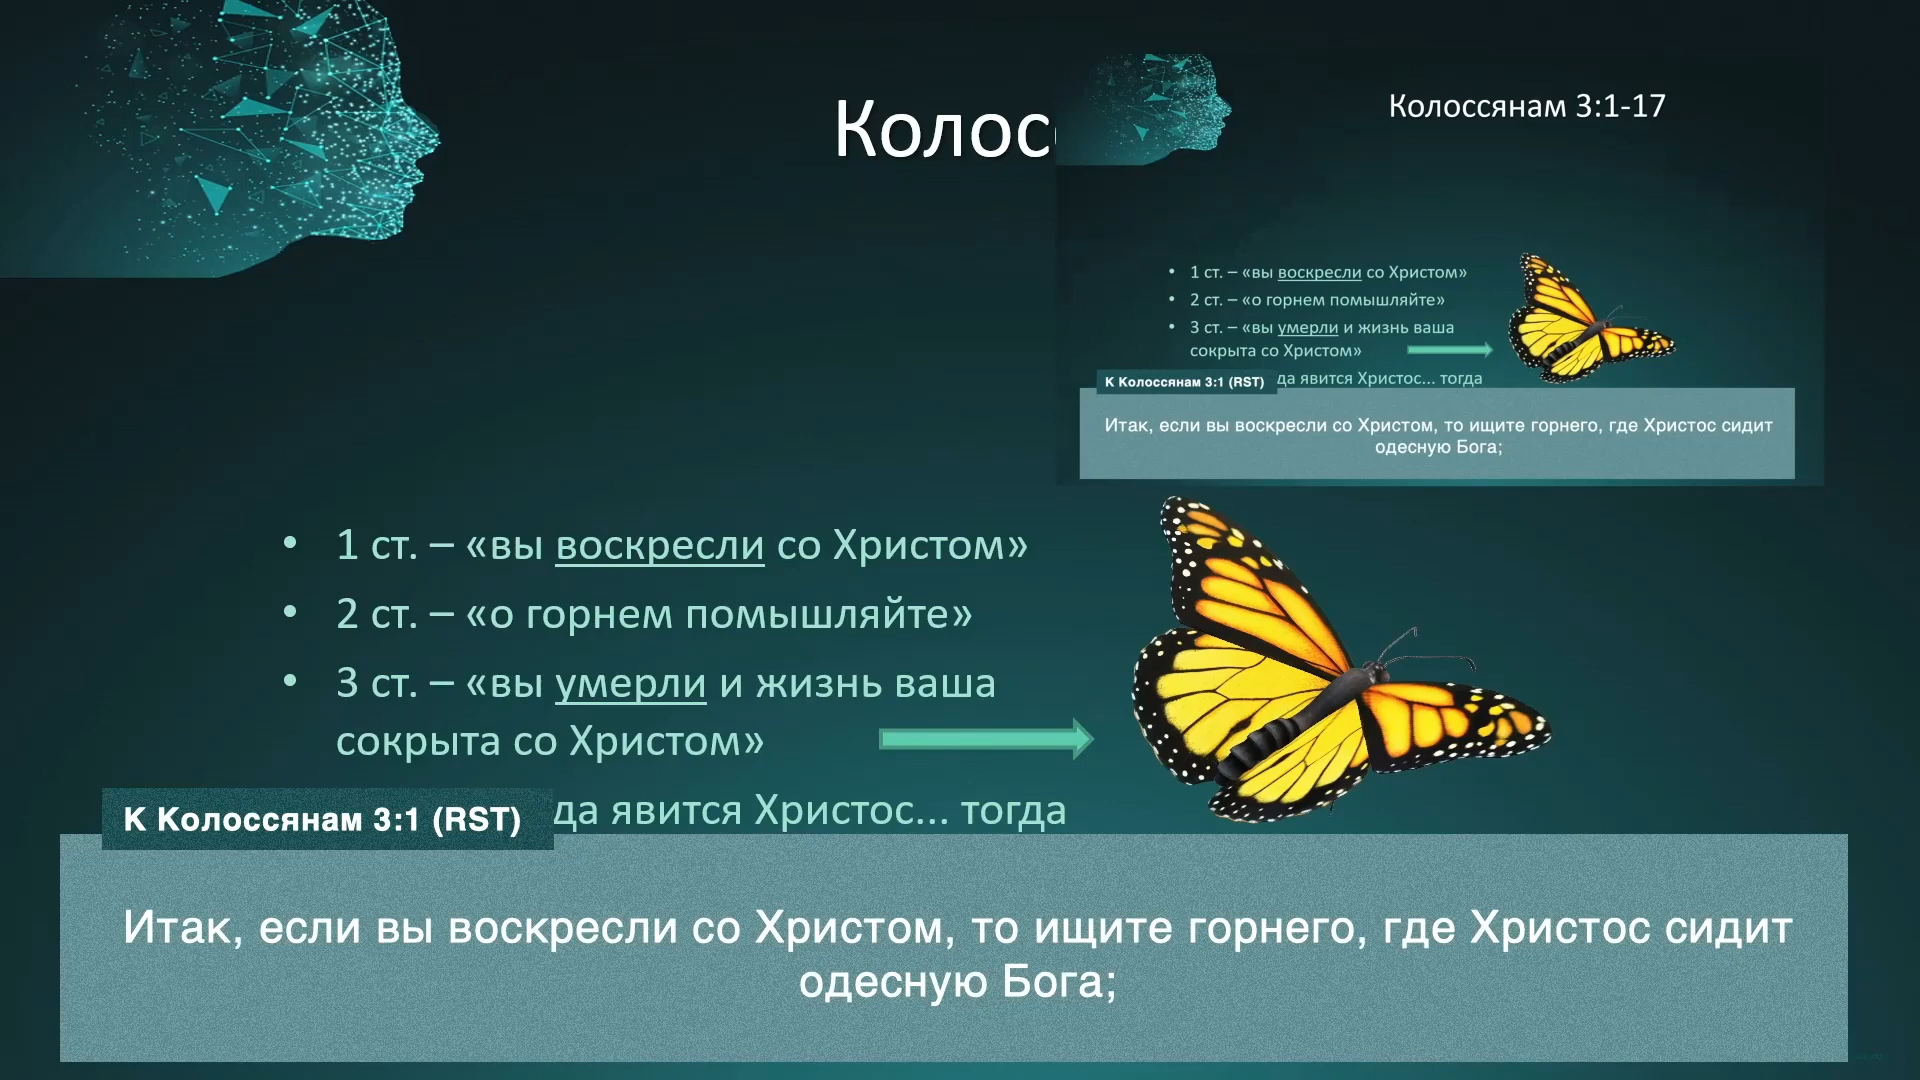 Колос
• 1 ст. – «вы воскресли со Христом»
• 2 ст. – «о горнем помышляйте»
• 3 ст. – «вы умерли и жизнь ваша
сокрыта со Христом»
да явится Христос... тогда
К Колоссянам 3:1 (RST)
Итак, если вы воскресли со Христом, то ищите горнего, где Христос сидит
одесную Бога;
Колоссянам 3:1-17
• 1 ст. – «вы воскресли со Христом»
• 2 ст. – «о горнем помышляйте»
• 3 ст. – «вы умерли и жизнь ваша
сокрыта со Христом»
да явится Христос... тогда
К Колоссянам 3:1 (RST)
Итак, если вы воскресли со Христом, то ищите горнего, где Христос сидит
одесную Бога;